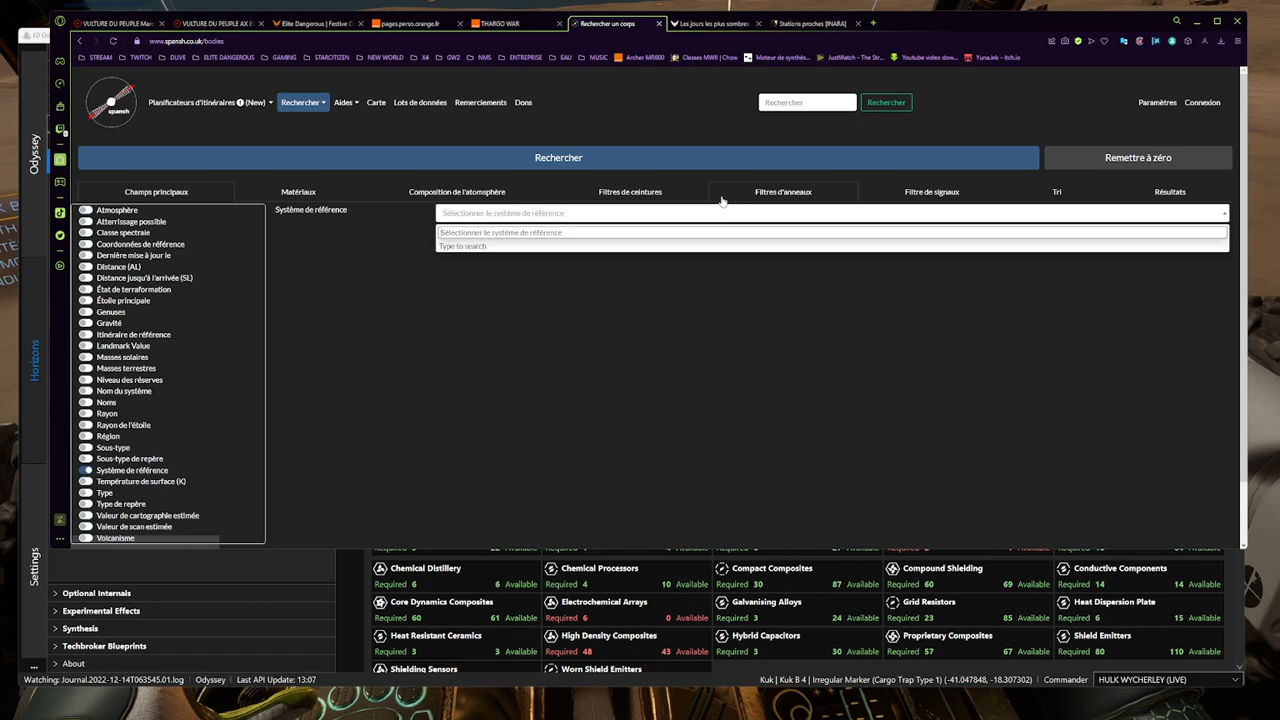 VULTURE DU PEUPLE Marc
VULTURE DU PEUPLE AX E
Elite Dangerous | Festive C
pages.perso.orange.fr
THARGO WAR
Rechercher un corps
Les jours les plus sombres
Stations proches [INARA]
www.spansh.co.uk/bodies
STREAM TWITCH DLIVE ELITE DANGEROUS GAMING STARCITIZEN NEW WORLD X4 GW2 NMS ENTREPRISE EAU MUSIC Archer MR600 Classes MWII | Chow Moteur de synthès... JustWatch - The Str... Youtube video dow... Yuna.ink - itch.io
spansh
Planificateurs d'itinéraires (New) Rechercher Aides Carte Lots de données Remerciements Dons
Rechercher Rechercher
Paramètres Connexion
Rechercher Remettre à zéro
Champs principaux Matériaux Composition de l'atomsphère Filtres de ceintures Filtres d'anneaux Filtre de signaux Tri Résultats
Système de référence
Sélectionner le système de référence
Sélectionner le système de référence
Type to search
Atmosphère
Atterrissage possible
Classe spectrale
Coordonnées de référence
Dernière mise à jour le
Distance (AL)
Distance jusqu'à l'arrivée (SL)
État de terraformation
Étoile principale
Genuses
Gravité
Itinéraire de référence
Landmark Value
Masses solaires
Masses terrestres
Niveau des réserves
Nom du système
Noms
Rayon
Rayon de l'étoile
Région
Sous-type
Sous-type de repère
Système de référence
Température de surface (K)
Type
Type de repère
Valeur de cartographie estimée
Valeur de scan estimée
Volcanisme
Odyssey
Horizons
Settings
Optional Internals
Experimental Effects
Synthesis
Techbroker Blueprints
About
Chemical Distillery
Required 6 6 Available
Chemical Processors
Required 4 10 Available
Compact Composites
Required 30 87 Available
Compound Shielding
Required 60 69 Available
Conductive Components
Required 14 14 Available
Core Dynamics Composites
Required 60 61 Available
Electrochemical Arrays
Required 6 0 Available
Galvanising Alloys
Required 3 24 Available
Grid Resistors
Required 23 85 Available
Heat Dispersion Plate
Required 6 15 Available
Heat Resistant Ceramics
Required 3 3 Available
High Density Composites
Required 48 43 Available
Hybrid Capacitors
Required 3 30 Available
Proprietary Composites
Required 57 67 Available
Shield Emitters
Required 80 110 Available
Shielding Sensors
Worn Shield Emitters
Watching: Journal.2022-12-14T063545.01.log Odyssey Last API Update: 13:07
Kuk | Kuk B 4 | Irregular Marker (Cargo Trap Type 1) (-41.047848, -18.307302) Commander HULK WYCHERLEY (LIVE)